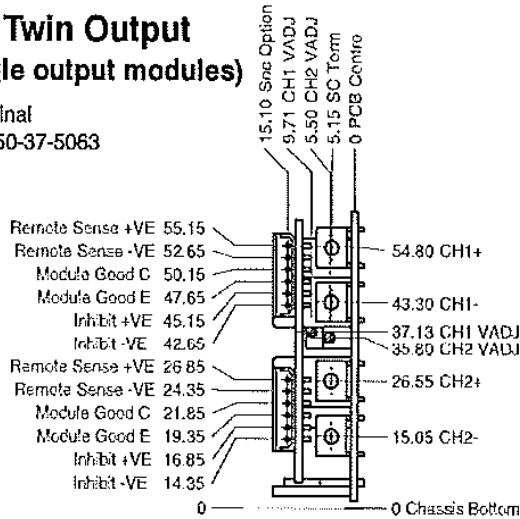 Twin Output
le output modules)
inal
50-37-5063
15.10 Snc Option
9.71 CH1 VADJ
5.50 CH2 VADJ
5.15 SC Term
0 PCB Centre
Remote Sense +VE 55.15
Remote Sense -VE 52.65
Module Good C 50.15
Module Good E 47.65
Inhibit +VE 45.15
Inhibit -VE 42.65
Remote Sense +VE 26.85
Remote Sense -VE 24.35
Module Good C 21.85
Module Good E 19.35
Inhibit +VE 16.85
Inhibit -VE 14.35
0
54.80 CH1+
43.30 CH1-
37.13 CH1 VADJ
35.80 CH2 VADJ
26.55 CH2+
15.05 CH2-
0 Chassis Bottom